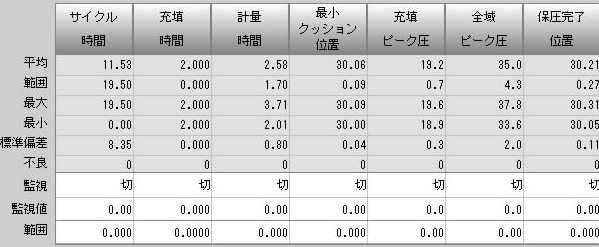 サイクル 時間 充填 時間 計量 時間 最小 クッション 位置 充填 ピーク圧 全域 ピーク圧 保圧完了 位置
平均 11.53 2.000 2.58 30.06 19.2 35.0 30.21
範囲 19.50 0.000 1.70 0.09 0.7 4.3 0.27
最大 19.50 2.000 3.71 30.09 19.6 37.8 30.31
最小 0.00 2.000 2.01 30.00 18.9 33.6 30.05
標準偏差 8.35 0.000 0.80 0.04 0.3 2.0 0.11
不良 0 0 0 0 0 0 0
監視 切 切 切 切 切 切 切
監視値 0.00 0.000 0.00 0.00 0.0 0.0 0.00
範囲 0.000 0.0000 0.000 0.000 0.00 0.00 0.000